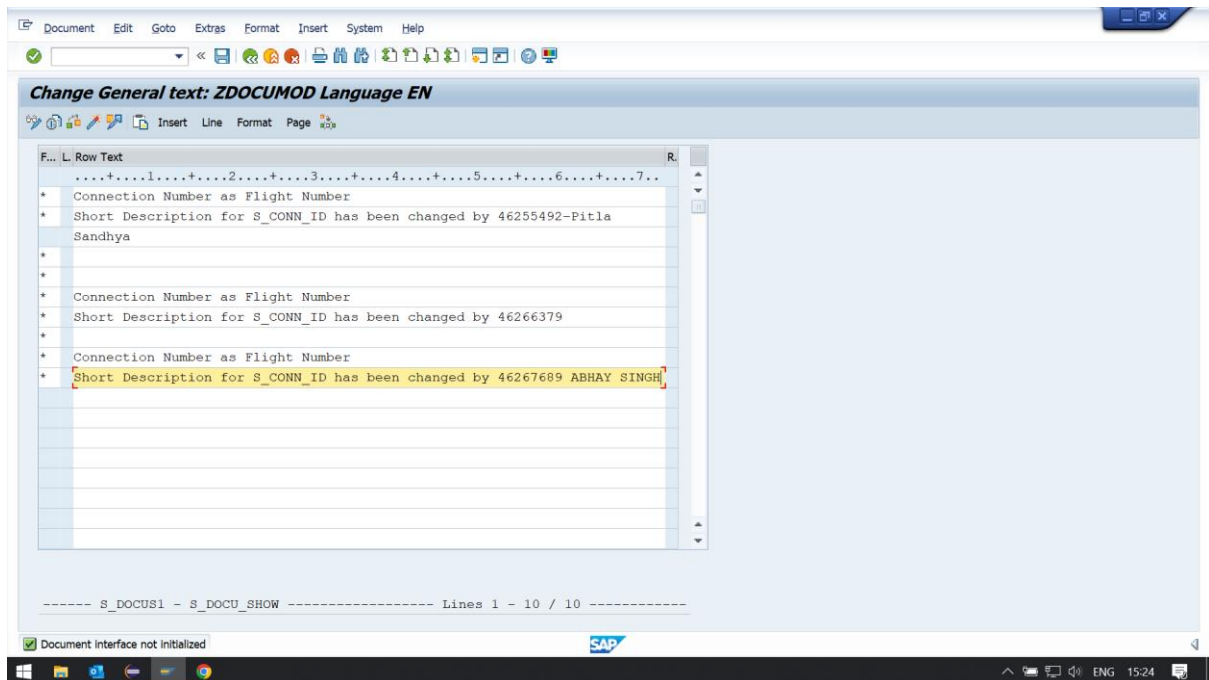 Document Edit Goto Extras Format Insert System Help
Change General text: ZDOCUMOD Language EN
Insert Line Format Page
F... L. Row Text R.
....+....1....+....2....+....3....+....4....+....5....+....6....+....7..
* Connection Number as Flight Number
* Short Description for S_CONN_ID has been changed by 46255492-Pitla
Sandhya
*
*
* Connection Number as Flight Number
* Short Description for S_CONN_ID has been changed by 46266379
*
* Connection Number as Flight Number
* Short Description for S_CONN_ID has been changed by 46267689 ABHAY SINGH
------ S_DOCUS1 - S_DOCU_SHOW ------------------ Lines 1 - 10 / 10 ------------
Document interface not initialized
SAP
ENG 15:24